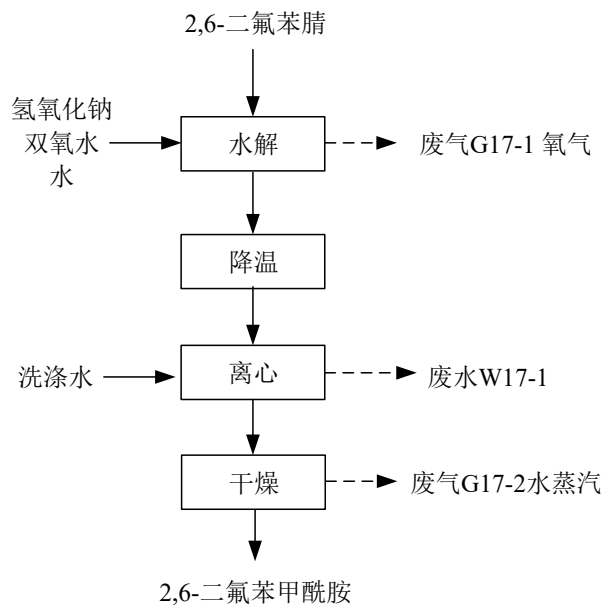 2,6-二氟苯腈
氢氧化钠
双氧水
水
水解
废气G17-1 氧气
降温
洗涤水
离心
废水W17-1
干燥
废气G17-2水蒸汽
2,6-二氟苯甲酰胺